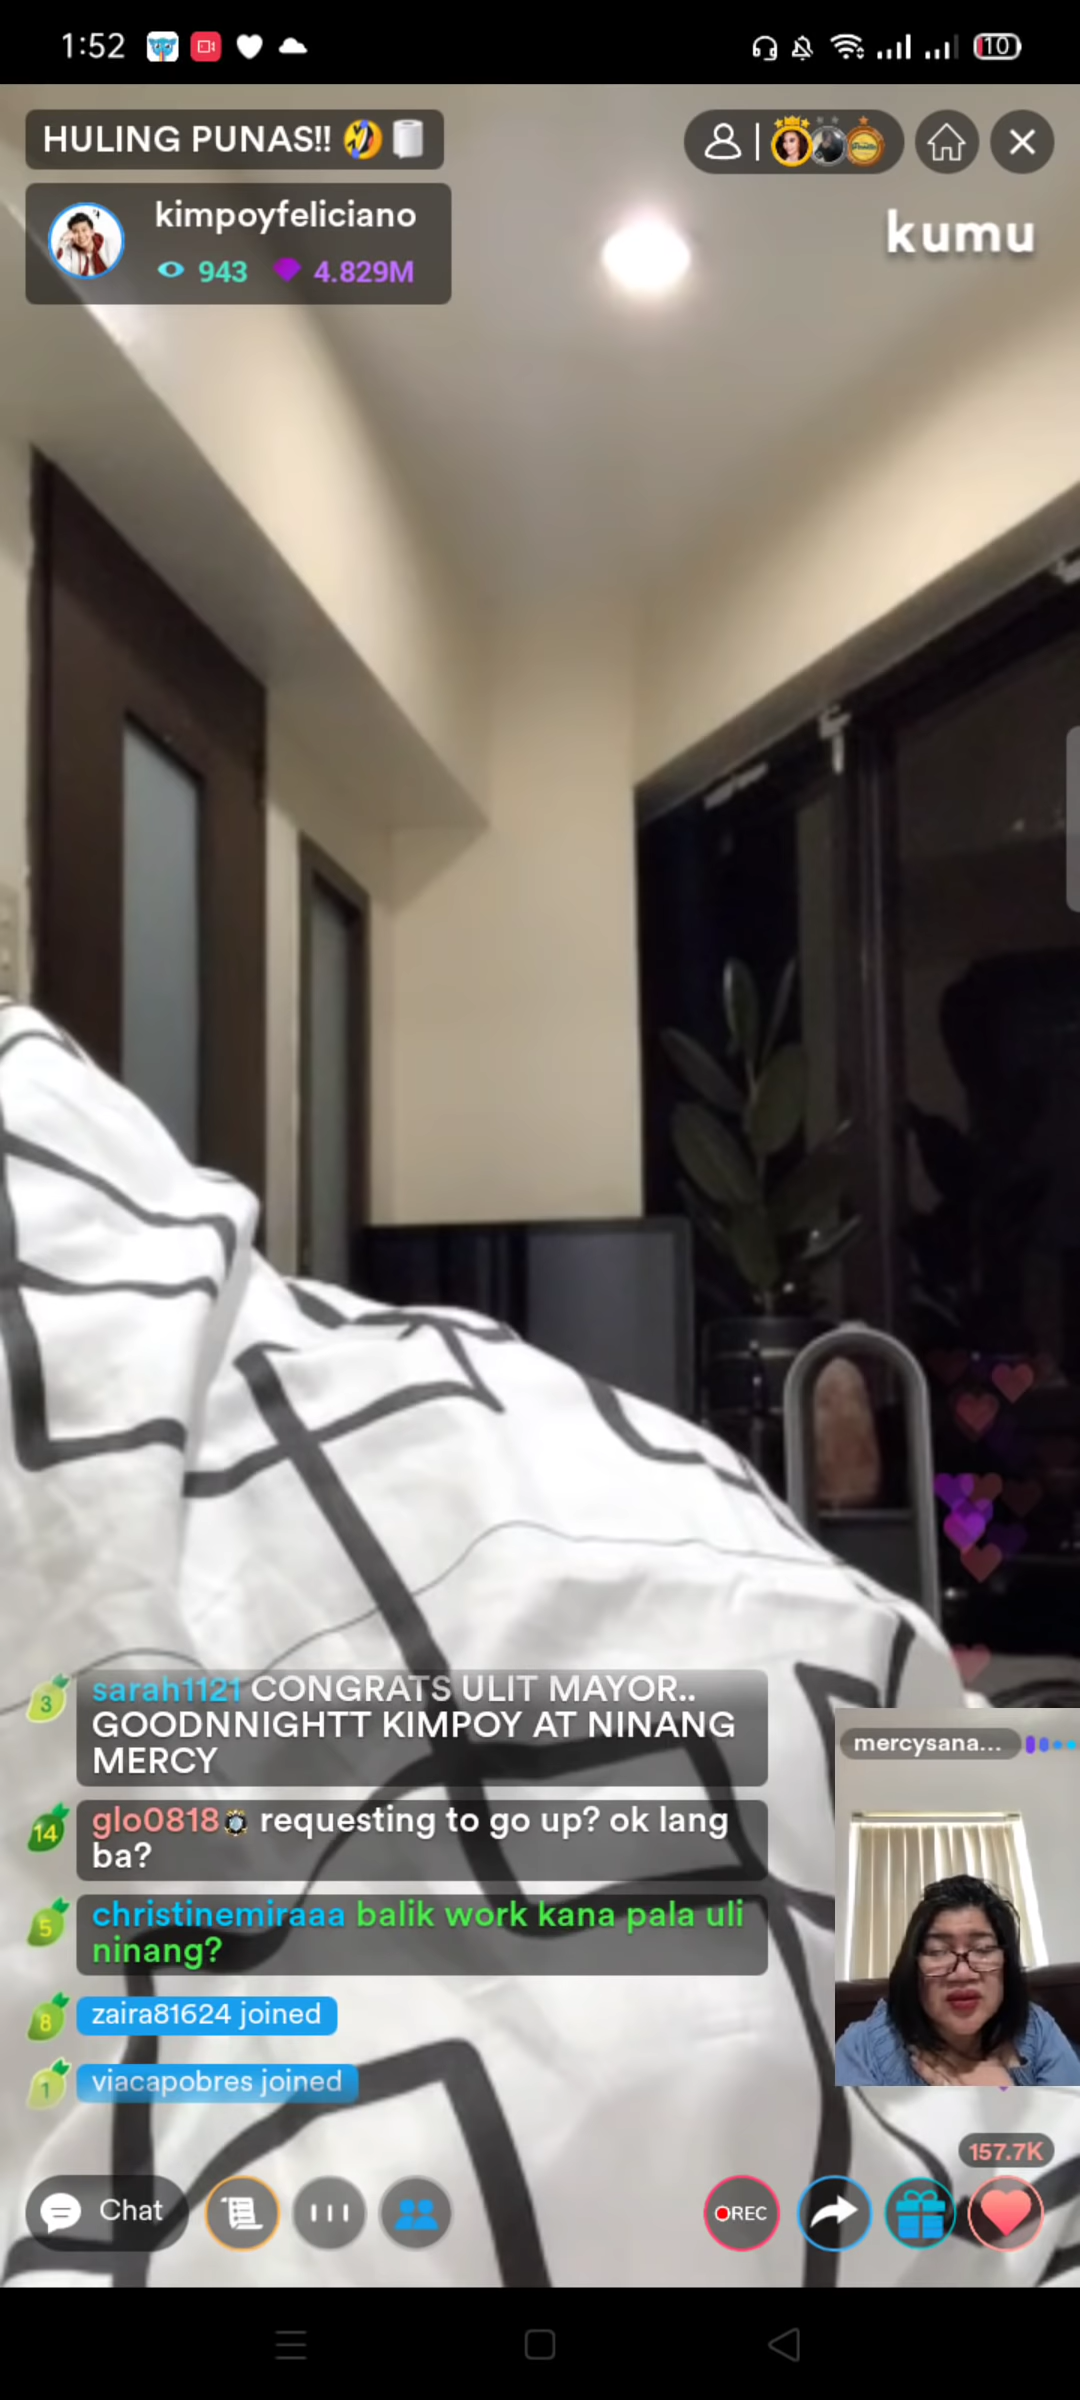 1:52
10
HULING PUNAS!! 🤣🧻
kimpoyfeliciano
943 4.829M
kumu
3 sarah1121 CONGRATS ULIT MAYOR..
GOODNNIGHTT KIMPOY AT NINANG
MERCY
mercysana...
14 glo0818 requesting to go up? ok lang
ba?
5 christinemiraaa balik work kana pala uli
ninang?
8 zaira81624 joined
1 viacapobres joined
157.7K
Chat
REC